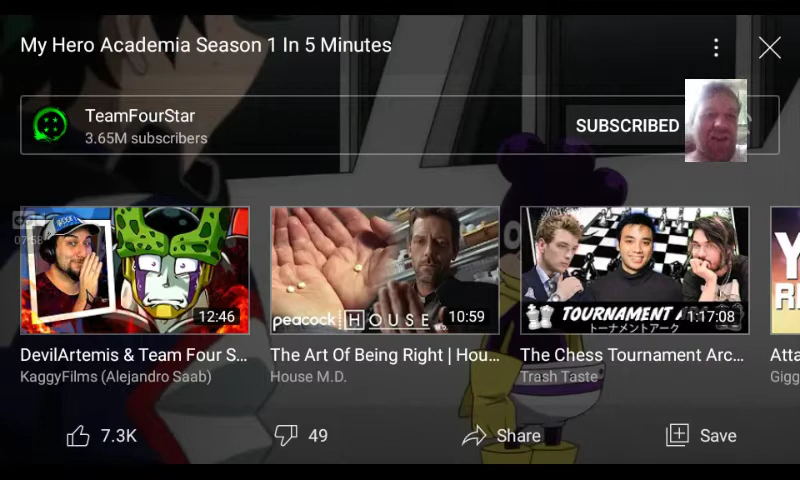 My Hero Academia Season 1 In 5 Minutes
TeamFourStar
3.65M subscribers
SUBSCRIBED
07:58
12:46
peacock HOUSE
10:59
TOURNAMENT A
トーナメントアーク
1:17:08
DevilArtemis & Team Four S...
KaggyFilms (Alejandro Saab)
The Art Of Being Right | Hou...
House M.D.
The Chess Tournament Arc...
Trash Taste
Atta
Gigg
7.3K
49
Share
Save